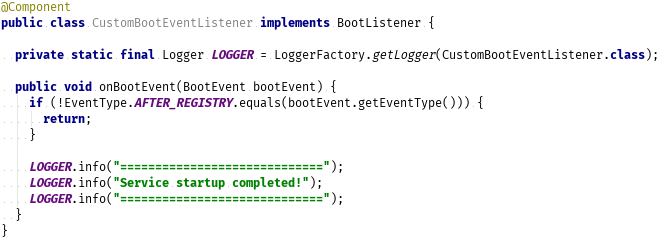 @Component
public class CustomBootEventListener implements BootListener {
private static final Logger LOGGER = LoggerFactory.getLogger(CustomBootEventListener.class);
public void onBootEvent(BootEvent bootEvent) {
if (!EventType.AFTER_REGISTRY.equals(bootEvent.getEventType())) {
return;
}
LOGGER.info("=============================");
LOGGER.info("Service startup completed!");
LOGGER.info("=============================");
}
}